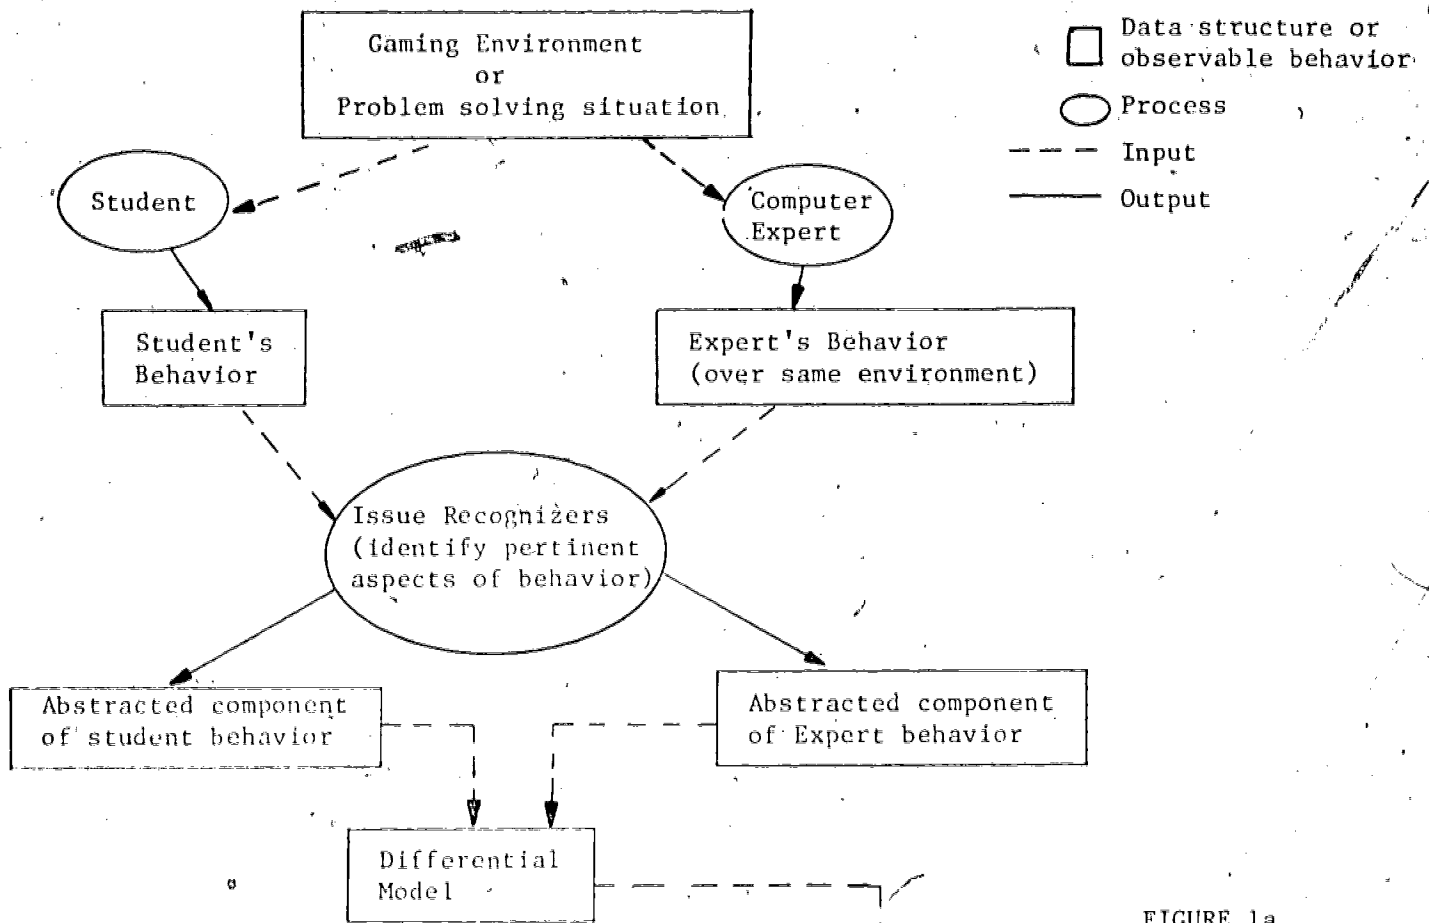 Gaming Environment
or
Problem solving situation
Data structure or
observable behavior
Process
Input
Output
Student
Computer
Expert
Student's
Behavior
Expert's Behavior
(over same environment)
Issue Recognizers
(identify pertinent
aspects of behavior)
Abstracted component
of student behavior
Abstracted component
of Expert behavior
Differential
Model
FIGURE 1a